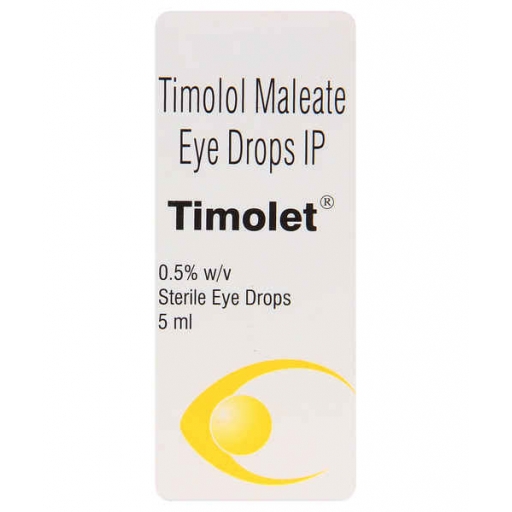 Timolol Maleate
Eye Drops IP
Timolet®
0.5% w/v
Sterile Eye Drops
5 ml